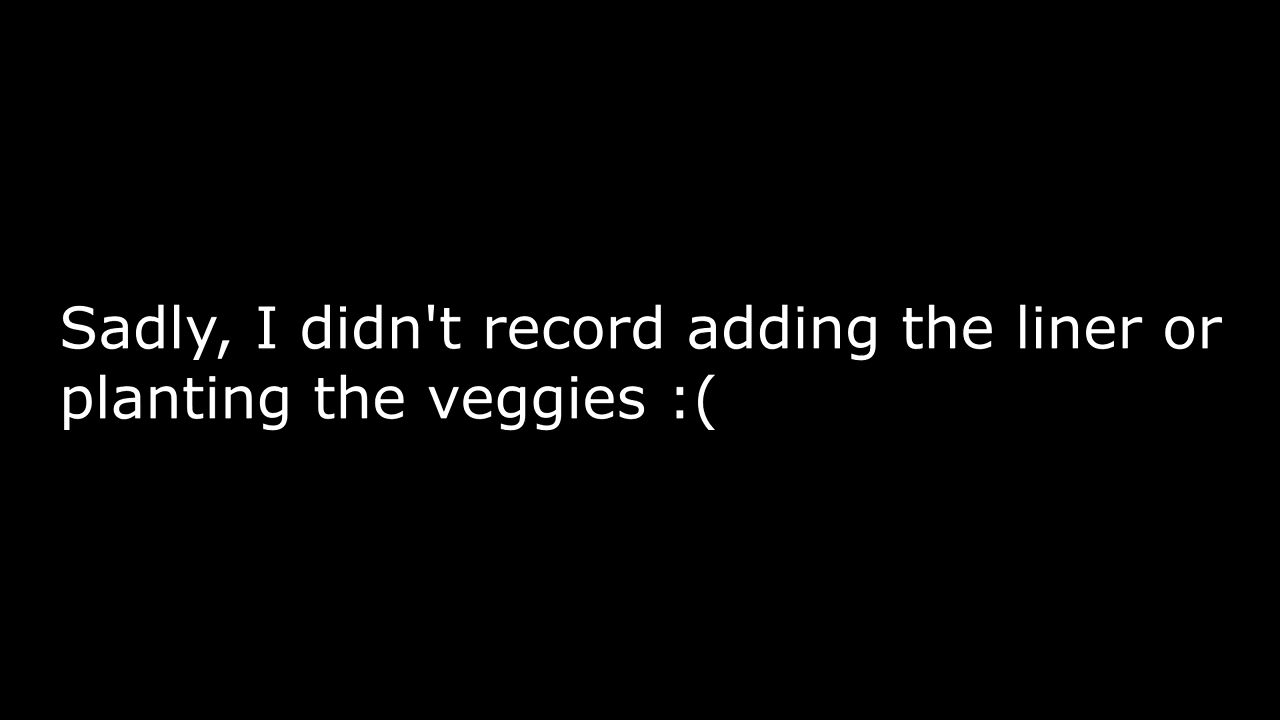 Sadly, I didn't record adding the liner or
planting the veggies :(